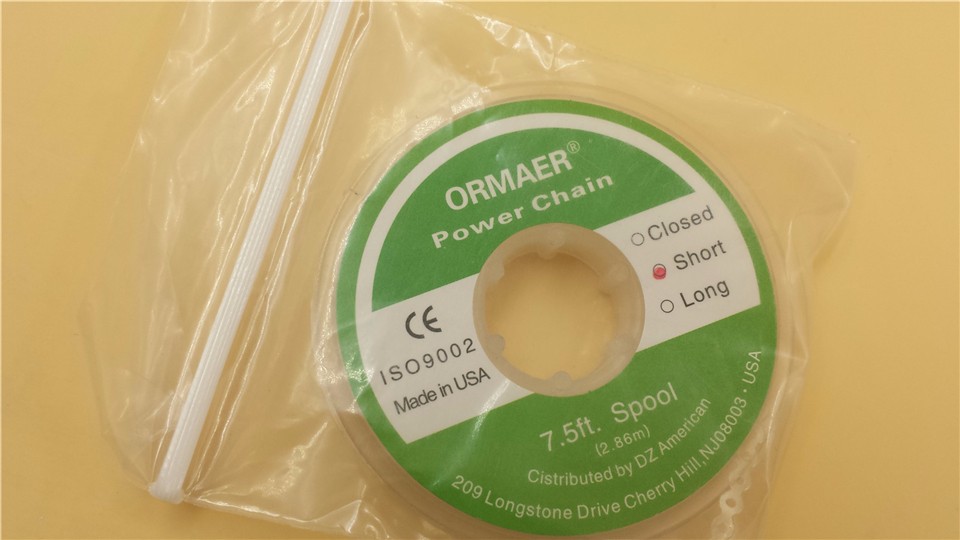 ORMAER®
Power Chain
Closed
Short
Long
CE
ISO9002
Made in USA
7.5ft. Spool
(2.86m)
Cistributed by DZ American
209 Longstone Drive Cherry Hill,NJ08003 · USA